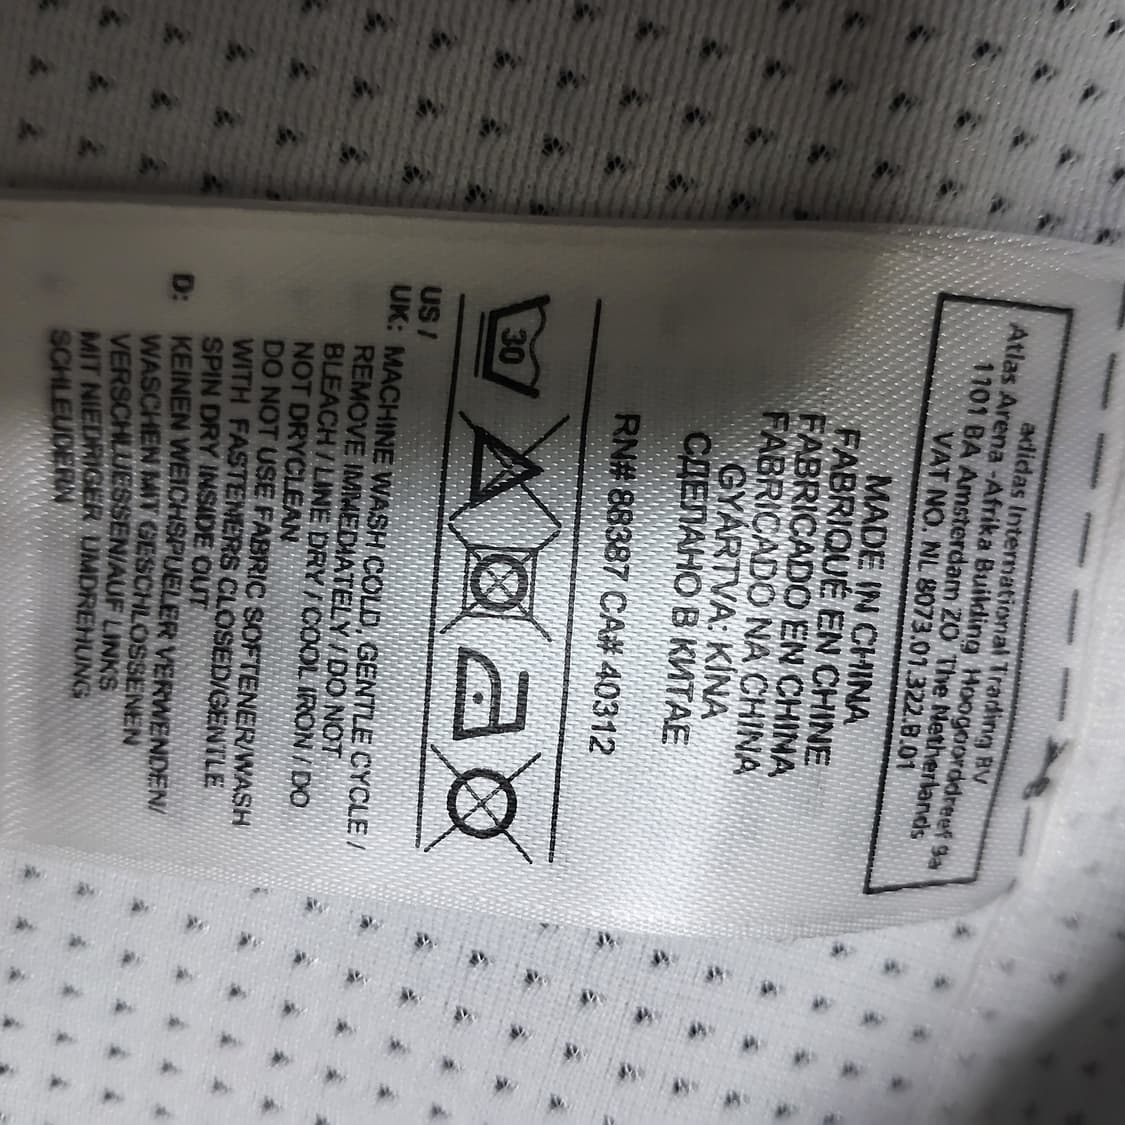 adidas International Trading BV
Atlas Arena - Afrika Building Hoogoorddreef 9a
1101 BA Amsterdam ZO, The Netherlands
VAT NO. NL 8073.01.322.B.01
MADE IN CHINA
FABRIQUÉ EN CHINE
FABRICADO EN CHINA
FABRICADO NA CHINA
GYÁRTVA: KÍNA
СДЕЛАНО В КИТАЕ
RN# 88387 CA# 40312
30
US /
UK: MACHINE WASH COLD, GENTLE CYCLE /
REMOVE IMMEDIATELY / DO NOT
BLEACH / LINE DRY / COOL IRON / DO
NOT DRYCLEAN
DO NOT USE FABRIC SOFTENER/WASH
WITH FASTENERS CLOSED/GENTLE
SPIN DRY INSIDE OUT
D: KEINEN WEICHSPUELER VERWENDEN/
WASCHEN MIT GESCHLOSSENEN
VERSCHLUESSEN/AUF LINKS
MIT NIEDRIGER UMDREHUNG
SCHLEUDERN